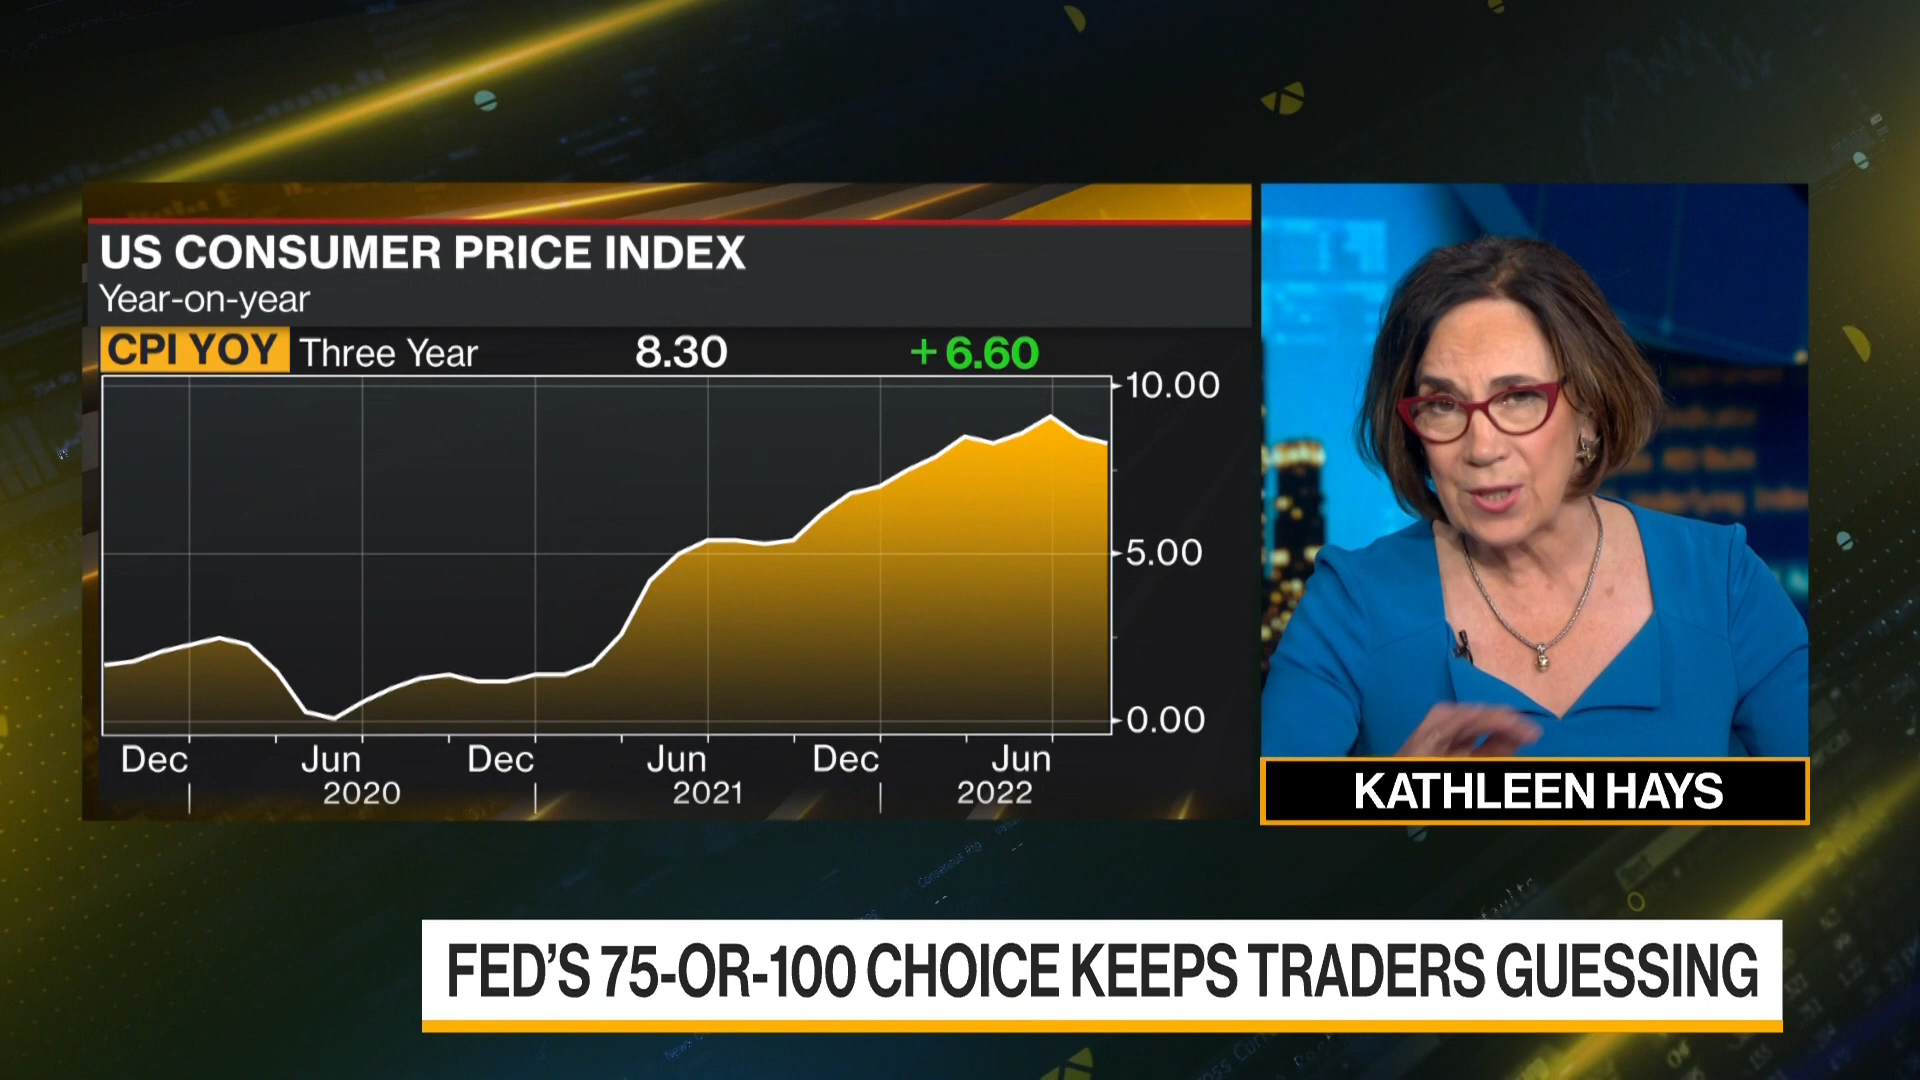 US CONSUMER PRICE INDEX
Year-on-year
CPI YOY Three Year 8.30 +6.60
10.00
5.00
0.00
Dec Jun Dec Jun Dec Jun
2020 2021 2022
KATHLEEN HAYS
FED'S 75-OR-100 CHOICE KEEPS TRADERS GUESSING